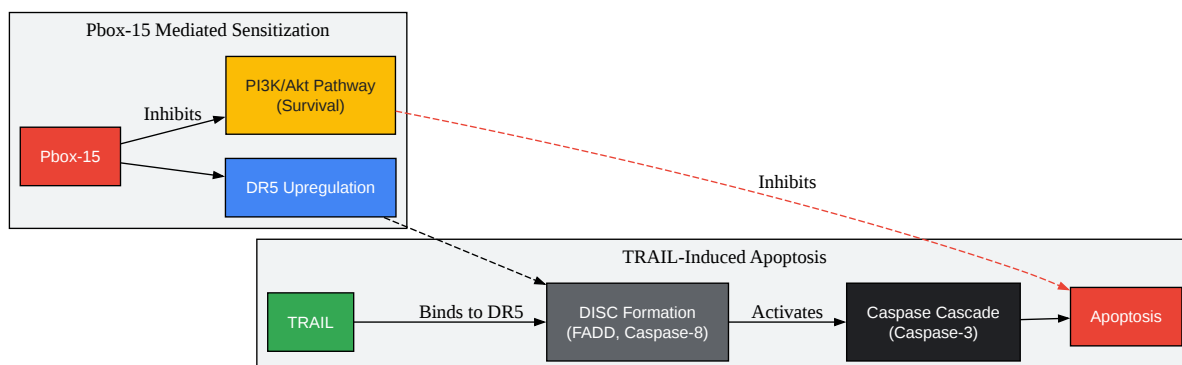 Pbox-15 Mediated Sensitization
PI3K/Akt Pathway
(Survival)
Inhibits
Pbox-15
DR5 Upregulation
Inhibits
TRAIL-Induced Apoptosis
TRAIL
Binds to DR5
DISC Formation
(FADD, Caspase-8)
Activates
Caspase Cascade
(Caspase-3)
Apoptosis